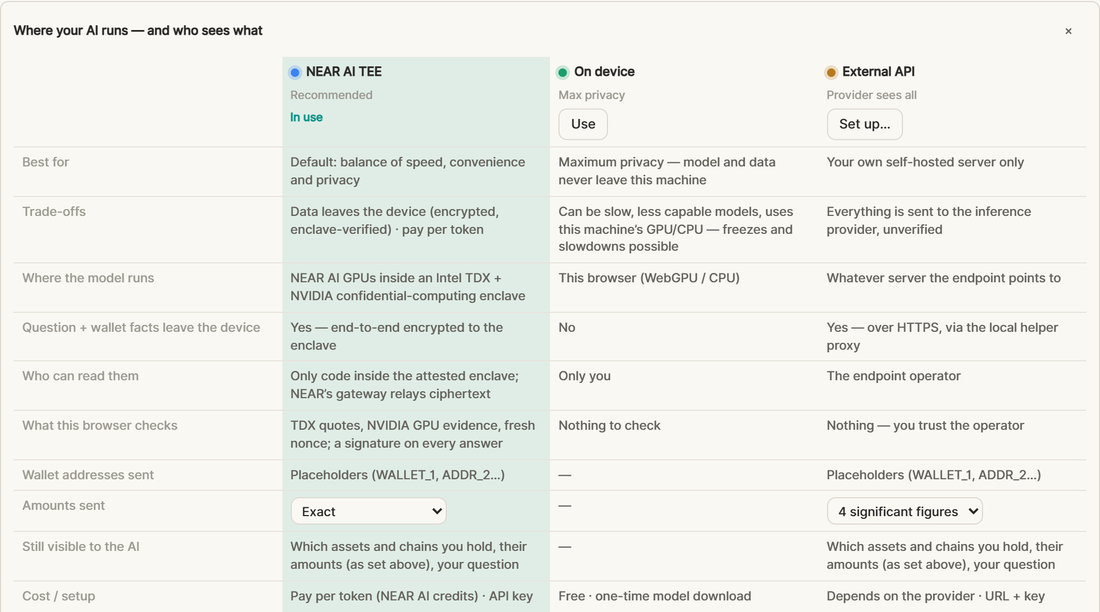 Where your AI runs — and who sees what
×
NEAR AI TEE
Recommended
In use
On device
Max privacy
Use
External API
Provider sees all
Set up...
Best for
Default: balance of speed, convenience
and privacy
Maximum privacy — model and data
never leave this machine
Your own self-hosted server only
Trade-offs
Data leaves the device (encrypted,
enclave-verified) · pay per token
Can be slow, less capable models, uses
this machine's GPU/CPU — freezes and
slowdowns possible
Everything is sent to the inference
provider, unverified
Where the model runs
NEAR AI GPUs inside an Intel TDX +
NVIDIA confidential-computing enclave
This browser (WebGPU / CPU)
Whatever server the endpoint points to
Question + wallet facts leave the device
Yes — end-to-end encrypted to the
enclave
No
Yes — over HTTPS, via the local helper
proxy
Who can read them
Only code inside the attested enclave;
NEAR's gateway relays ciphertext
Only you
The endpoint operator
What this browser checks
TDX quotes, NVIDIA GPU evidence, fresh
nonce; a signature on every answer
Nothing to check
Nothing — you trust the operator
Wallet addresses sent
Placeholders (WALLET_1, ADDR_2...)
—
Placeholders (WALLET_1, ADDR_2...)
Amounts sent
Exact
—
4 significant figures
Still visible to the AI
Which assets and chains you hold, their
amounts (as set above), your question
—
Which assets and chains you hold, their
amounts (as set above), your question
Cost / setup
Pay per token (NEAR AI credits) · API key
Free · one-time model download
Depends on the provider · URL + key